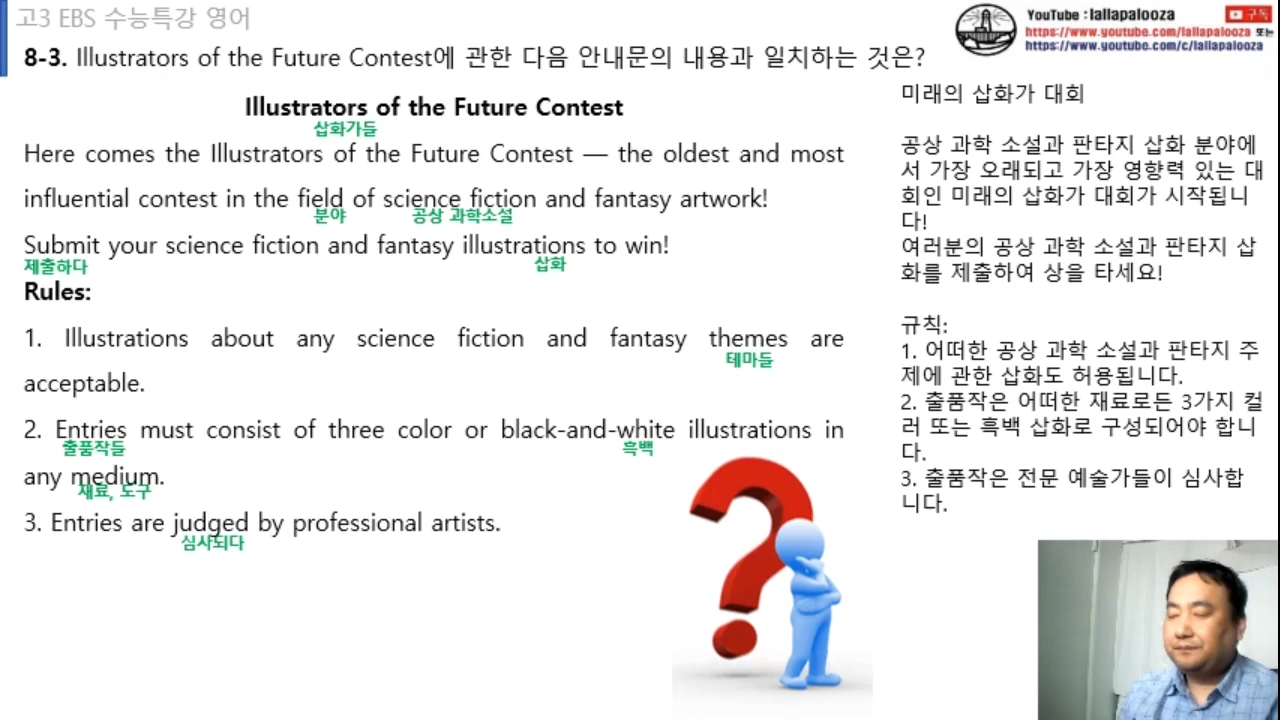 고3 EBS 수능특강 영어
YouTube : lallapalooza
구독
https://www.youtube.com/lallapalooza 또는
https://www.youtube.com/c/lallapalooza
8-3. Illustrators of the Future Contest에 관한 다음 안내문의 내용과 일치하는 것은?
Illustrators of the Future Contest
삽화가들
Here comes the Illustrators of the Future Contest — the oldest and most
influential contest in the field of science fiction and fantasy artwork!
분야 공상 과학소설
Submit your science fiction and fantasy illustrations to win!
제출하다 삽화
Rules:
1. Illustrations about any science fiction and fantasy themes are
테마들
acceptable.
2. Entries must consist of three color or black-and-white illustrations in
출품작들 흑백
any medium.
재료, 도구
3. Entries are judged by professional artists.
심사되다
미래의 삽화가 대회
공상 과학 소설과 판타지 삽화 분야에
서 가장 오래되고 가장 영향력 있는 대
회인 미래의 삽화가 대회가 시작됩니
다!
여러분의 공상 과학 소설과 판타지 삽
화를 제출하여 상을 타세요!
규칙:
1. 어떠한 공상 과학 소설과 판타지 주
제에 관한 삽화도 허용됩니다.
2. 출품작은 어떠한 재료로든 3가지 컬
러 또는 흑백 삽화로 구성되어야 합니
다.
3. 출품작은 전문 예술가들이 심사합
니다.